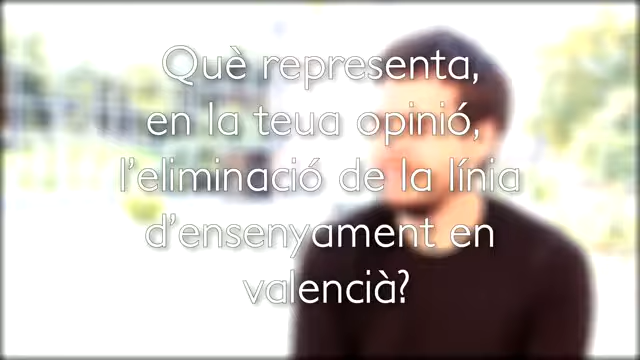 Què representa,
en la teua opinió,
l'eliminació de la línia
d'ensenyament en
valencià?